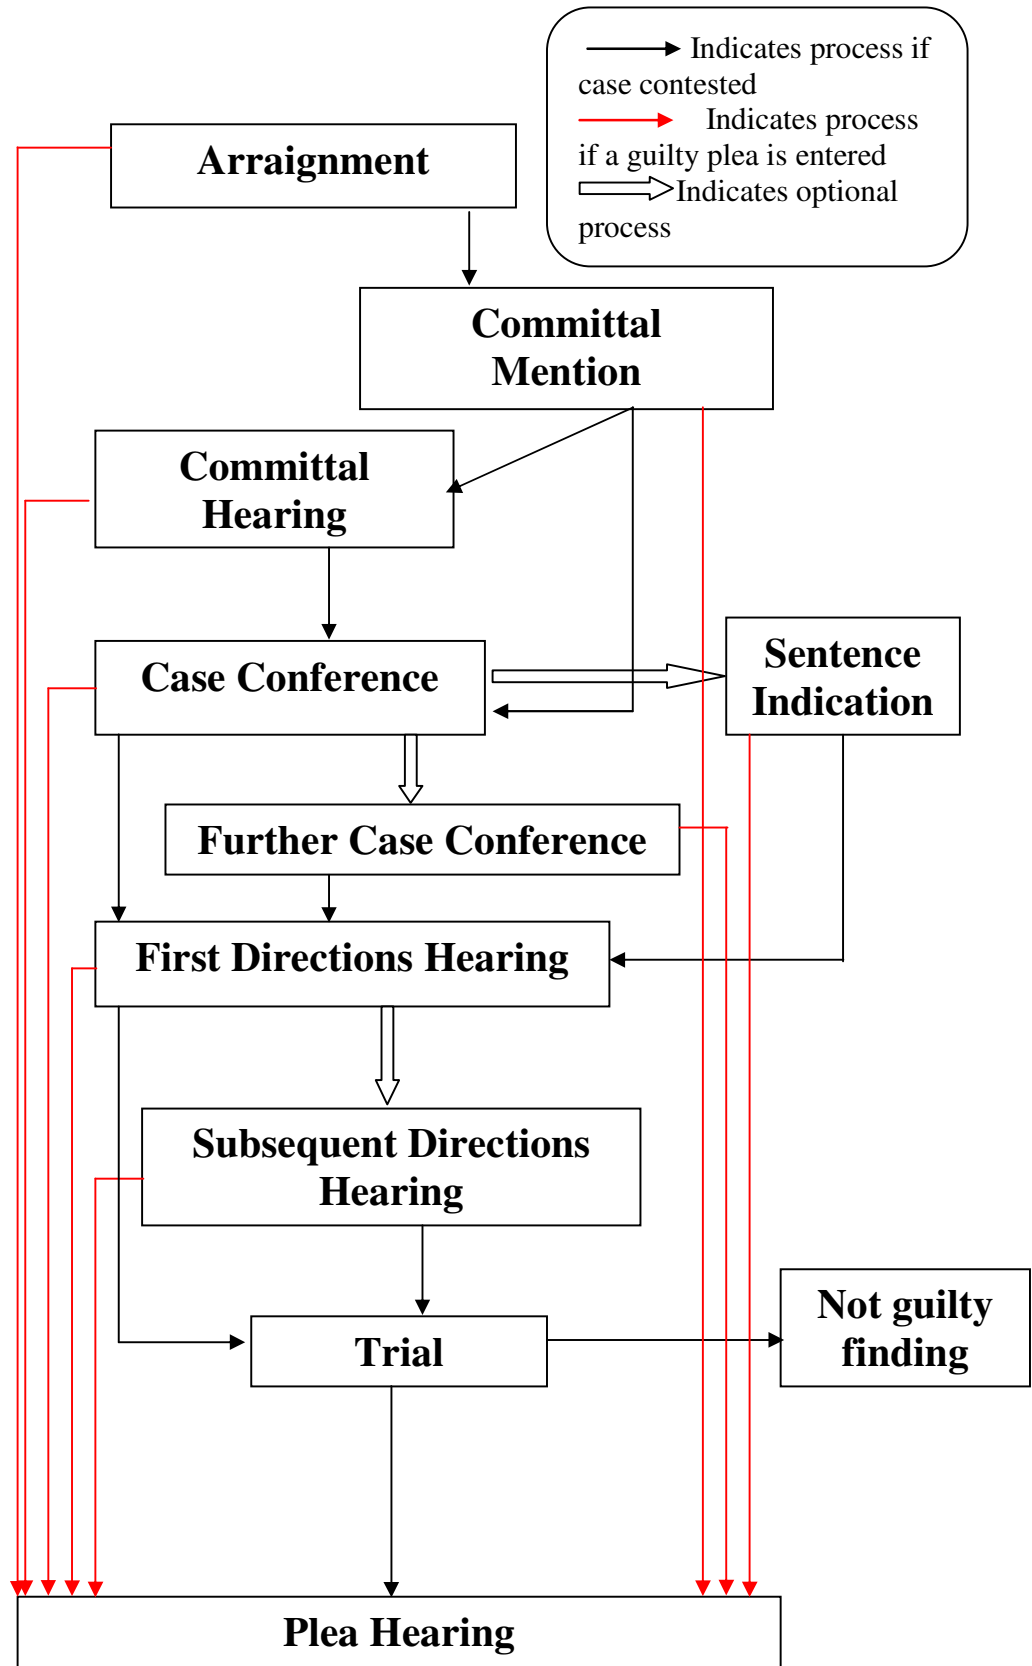 Indicates process if
case contested
Indicates process
if a guilty plea is entered
Indicates optional
process
Arraignment
Committal
Mention
Committal
Hearing
Case Conference
Sentence
Indication
Further Case Conference
First Directions Hearing
Subsequent Directions
Hearing
Not guilty
finding
Trial
Plea Hearing